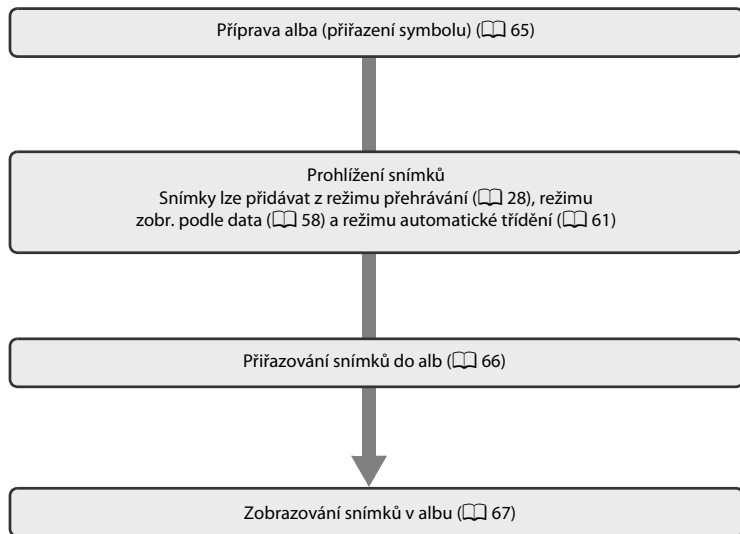 Příprava alba (přiřazení symbolu) (📖 65)
Prohlížení snímků
Snímky lze přidávat z režimu přehrávání (📖 28), režimu
zobr. podle data (📖 58) a režimu automatické třídění (📖 61)
Přiřazování snímků do alb (📖 66)
Zobrazování snímků v albu (📖 67)